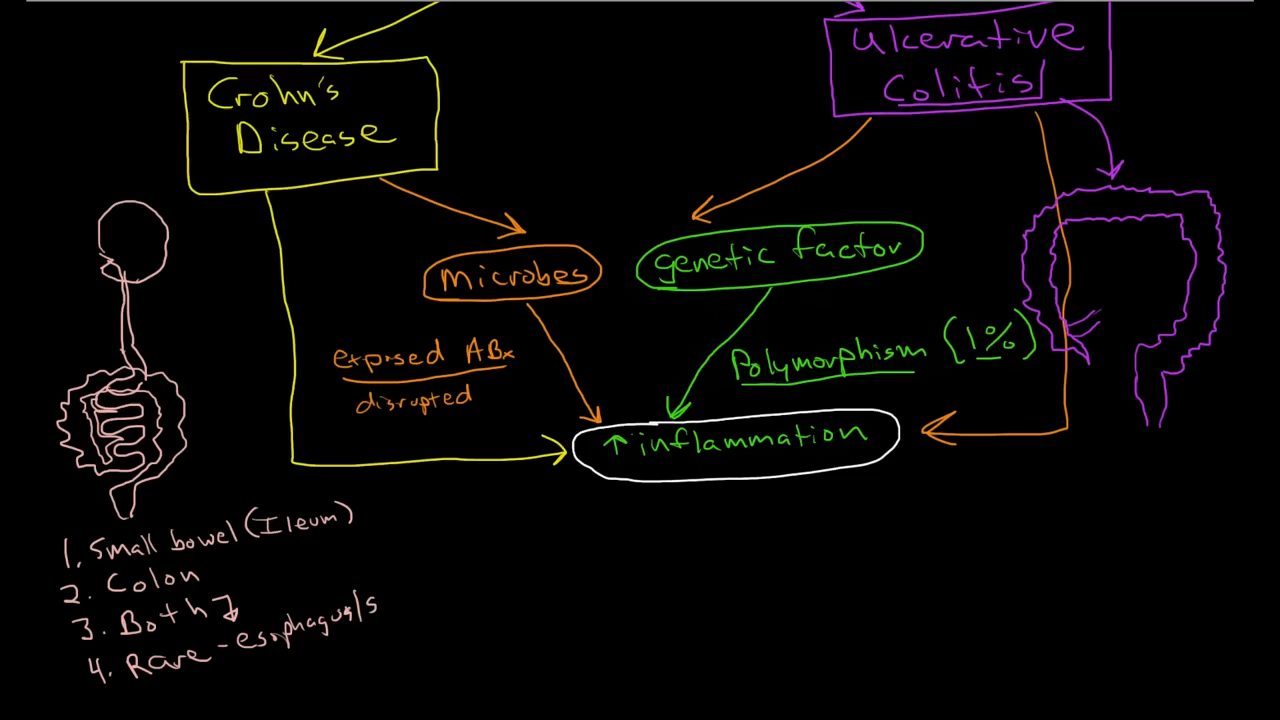 Crohn's
Disease
Ulcerative
Colitis
microbes
genetic factor
exposed ABx
disrupted
Polymorphism (1%)
↑ inflammation
1. Small bowel (Ileum)
2. Colon
3. Both
4. Rare - esophagus/s